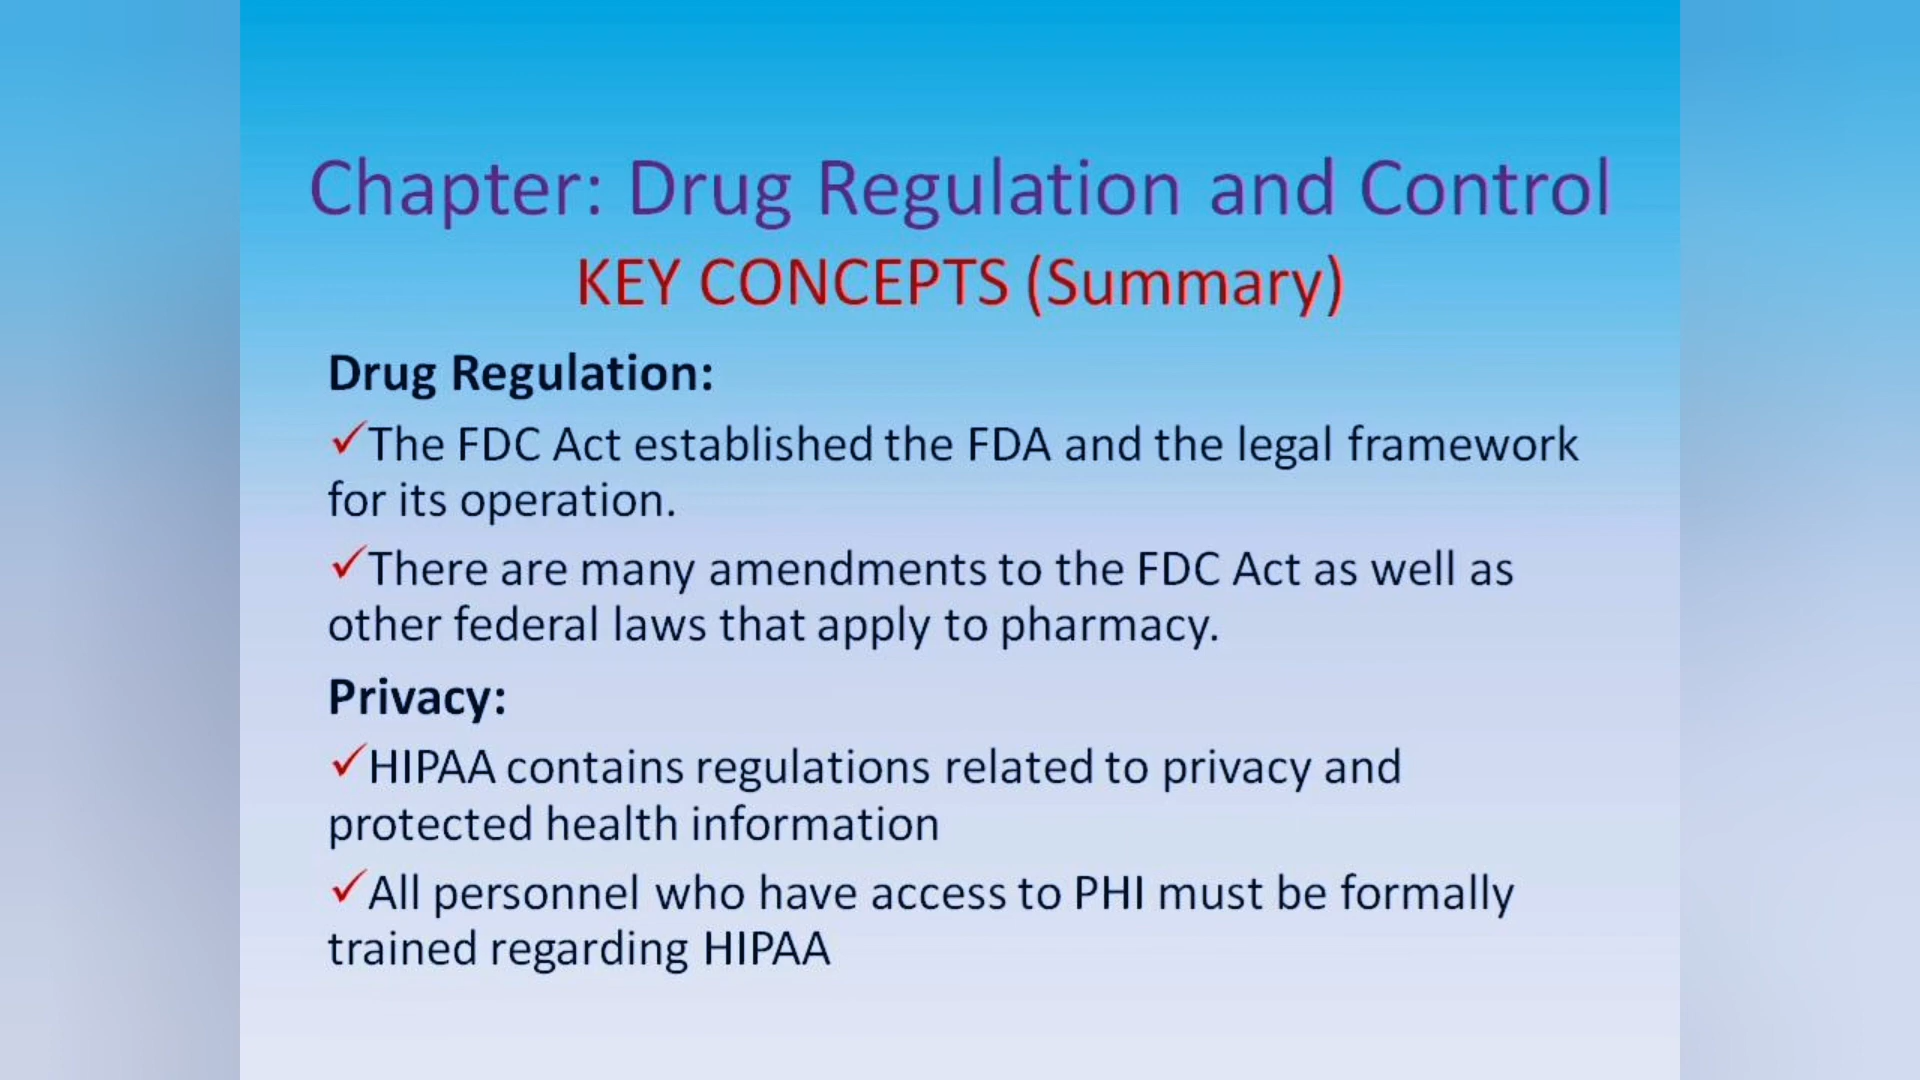 Chapter: Drug Regulation and Control
KEY CONCEPTS (Summary)
Drug Regulation:
✓The FDC Act established the FDA and the legal framework
for its operation.
✓There are many amendments to the FDC Act as well as
other federal laws that apply to pharmacy.
Privacy:
✓HIPAA contains regulations related to privacy and
protected health information
✓All personnel who have access to PHI must be formally
trained regarding HIPAA